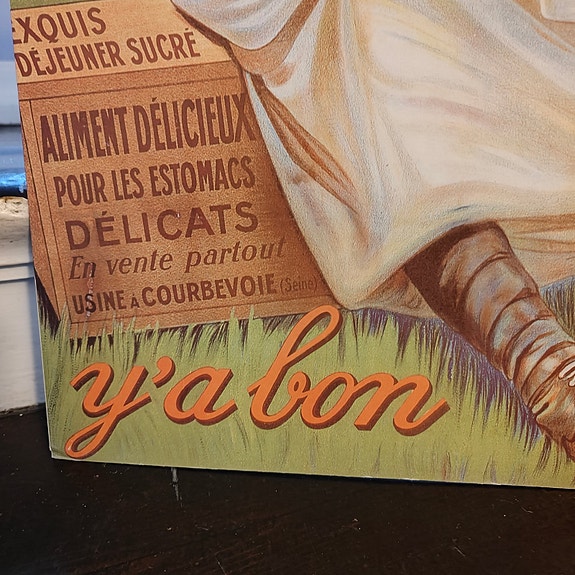 EXQUIS
DÉJEUNER SUCRÉ
ALIMENT DÉLICIEUX
POUR LES ESTOMACS
DÉLICATS
En vente partout
USINE À COURBEVOIE (Seine)
y'a bon